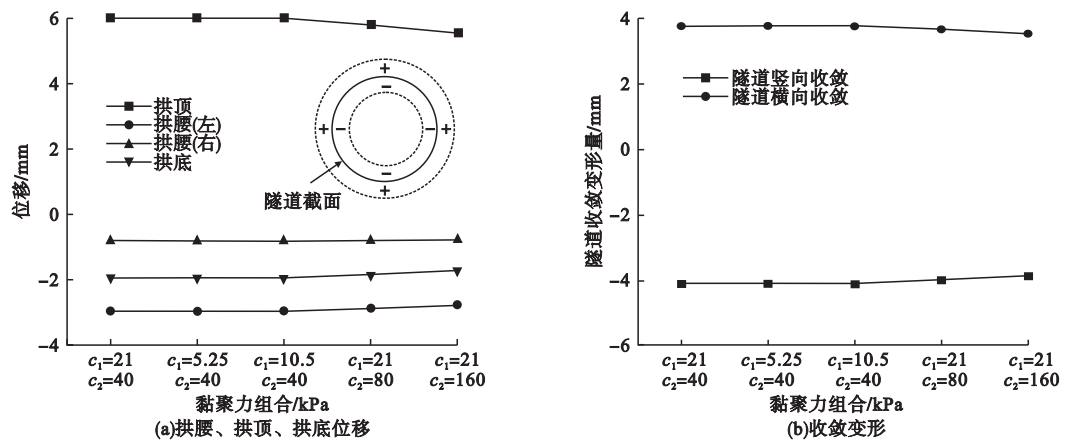 6
4
2
0
−2
−4
位移/mm
拱顶
拱腰(左)
拱腰(右)
拱底
+
−
+ − − +
−
+
隧道截面
c₁=21 c₁=5.25 c₁=10.5 c₁=21 c₁=21
c₂=40 c₂=40 c₂=40 c₂=80 c₂=160
黏聚力组合/kPa
(a)拱腰、拱顶、拱底位移
4
2
0
−2
−4
−6
隧道收敛变形量/mm
隧道竖向收敛
隧道横向收敛
c₁=21 c₁=5.25 c₁=10.5 c₁=21 c₁=21
c₂=40 c₂=40 c₂=40 c₂=80 c₂=160
黏聚力组合/kPa
(b)收敛变形